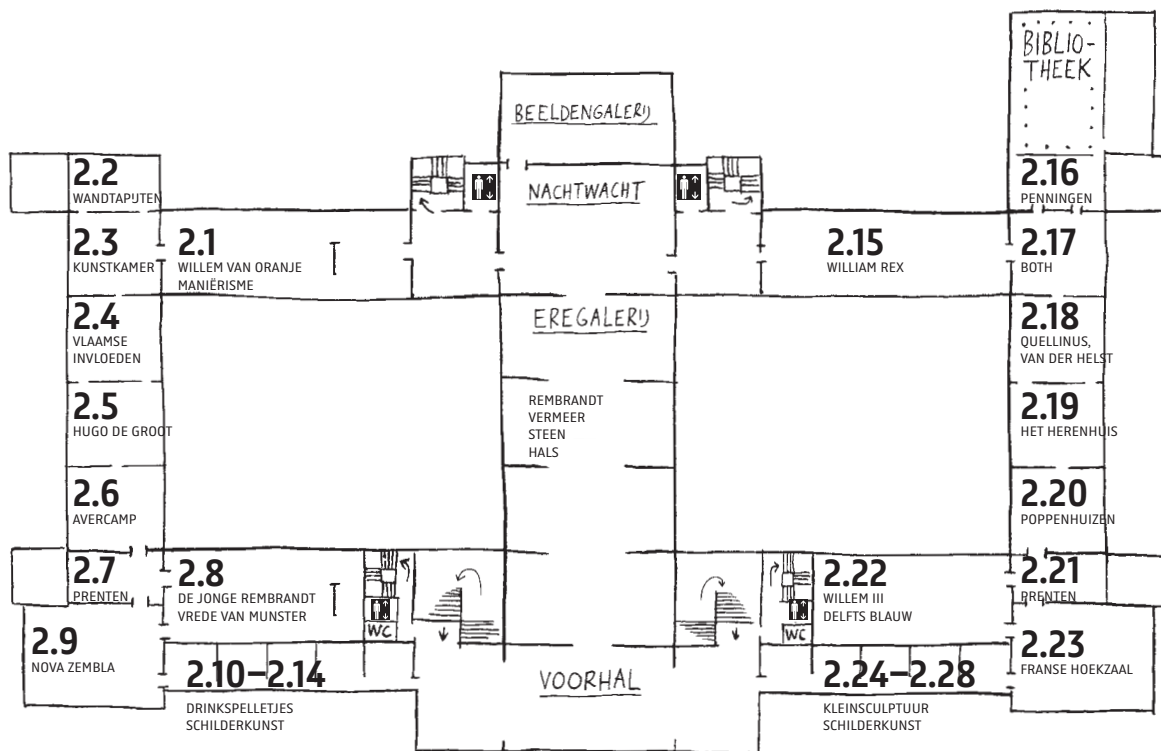 BIBLIO-
THEEK
BEELDENGALERIJ
NACHTWACHT
2.2
WANDTAPIJTEN
2.3
KUNSTKAMER
2.1
WILLEM VAN ORANJE
MANIËRISME
2.4
VLAAMSE
INVLOEDEN
2.5
HUGO DE GROOT
2.6
AVERCAMP
2.7
PRENTEN
2.8
DE JONGE REMBRANDT
VREDE VAN MUNSTER
WC
2.9
NOVA ZEMBLA
2.10–2.14
DRINKSPELLETJES
SCHILDERKUNST
EREGALERIJ
REMBRANDT
VERMEER
STEEN
HALS
VOORHAL
2.16
PENNINGEN
2.15
WILLIAM REX
2.17
BOTH
2.18
QUELLINUS,
VAN DER HELST
2.19
HET HERENHUIS
2.20
POPPENHUIZEN
2.21
PRENTEN
2.22
WILLEM III
DELFTS BLAUW
WC
2.23
FRANSE HOEKZAAL
2.24–2.28
KLEINSCULPTUUR
SCHILDERKUNST